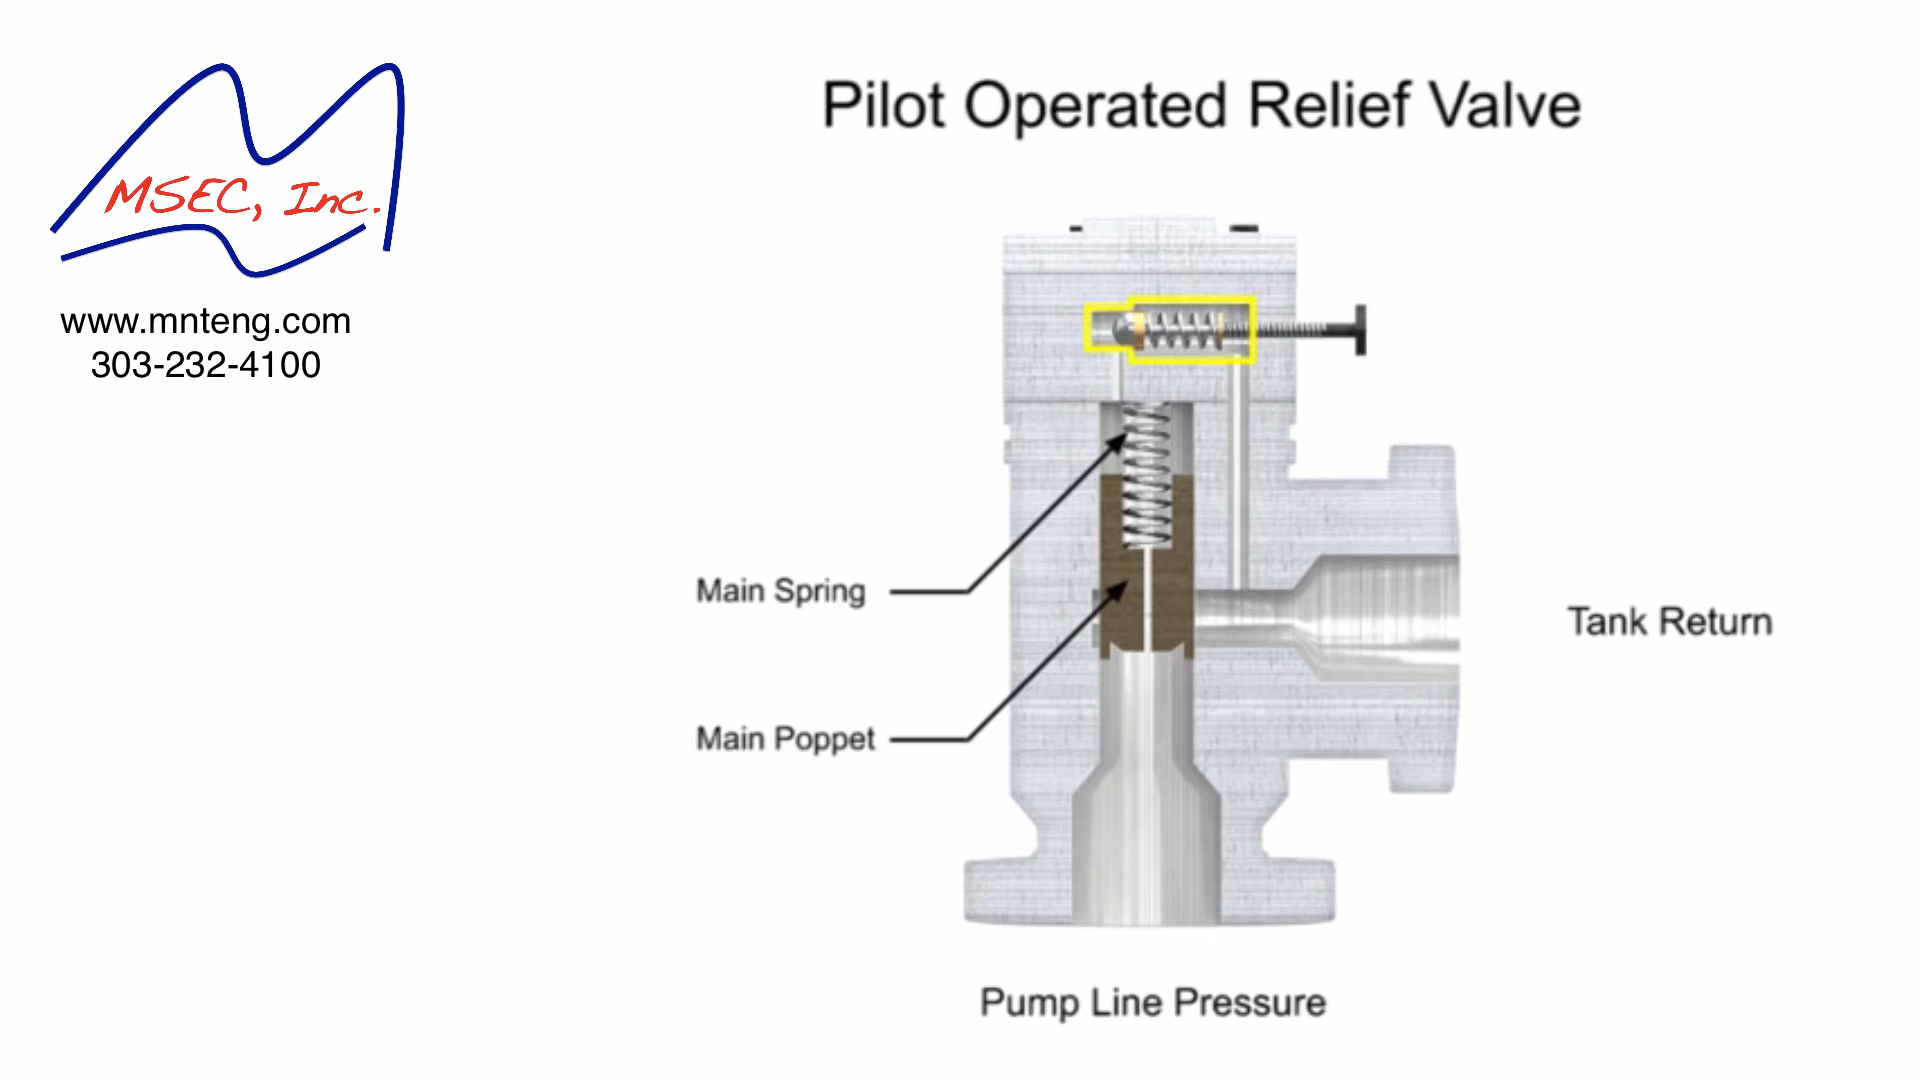 MSEC, Inc.
www.mnteng.com
303-232-4100
Pilot Operated Relief Valve
Main Spring
Main Poppet
Tank Return
Pump Line Pressure